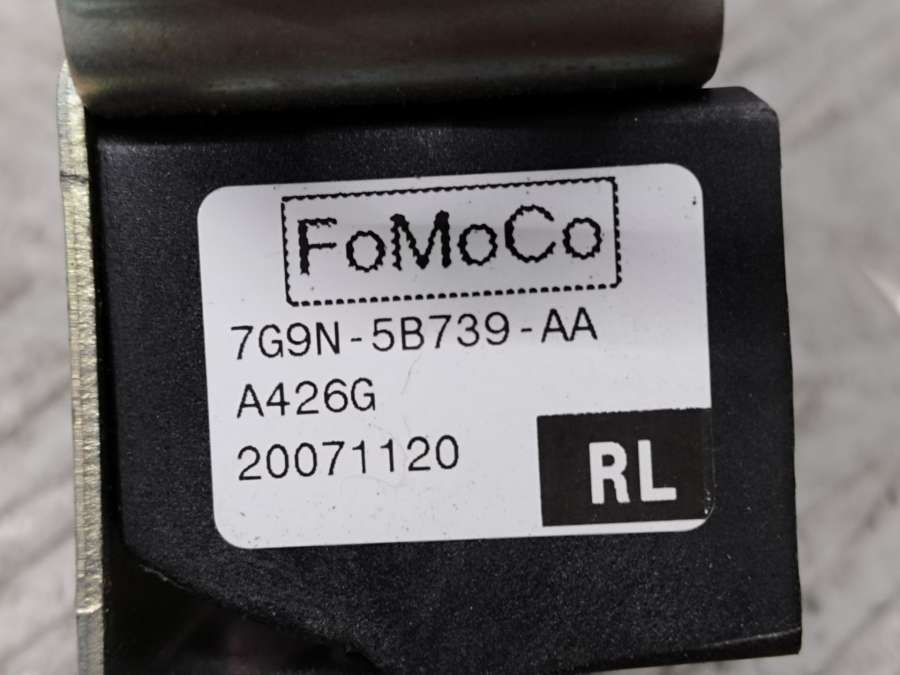 FoMoCo
7G9N-5B739-AA
A426G
20071120
RL